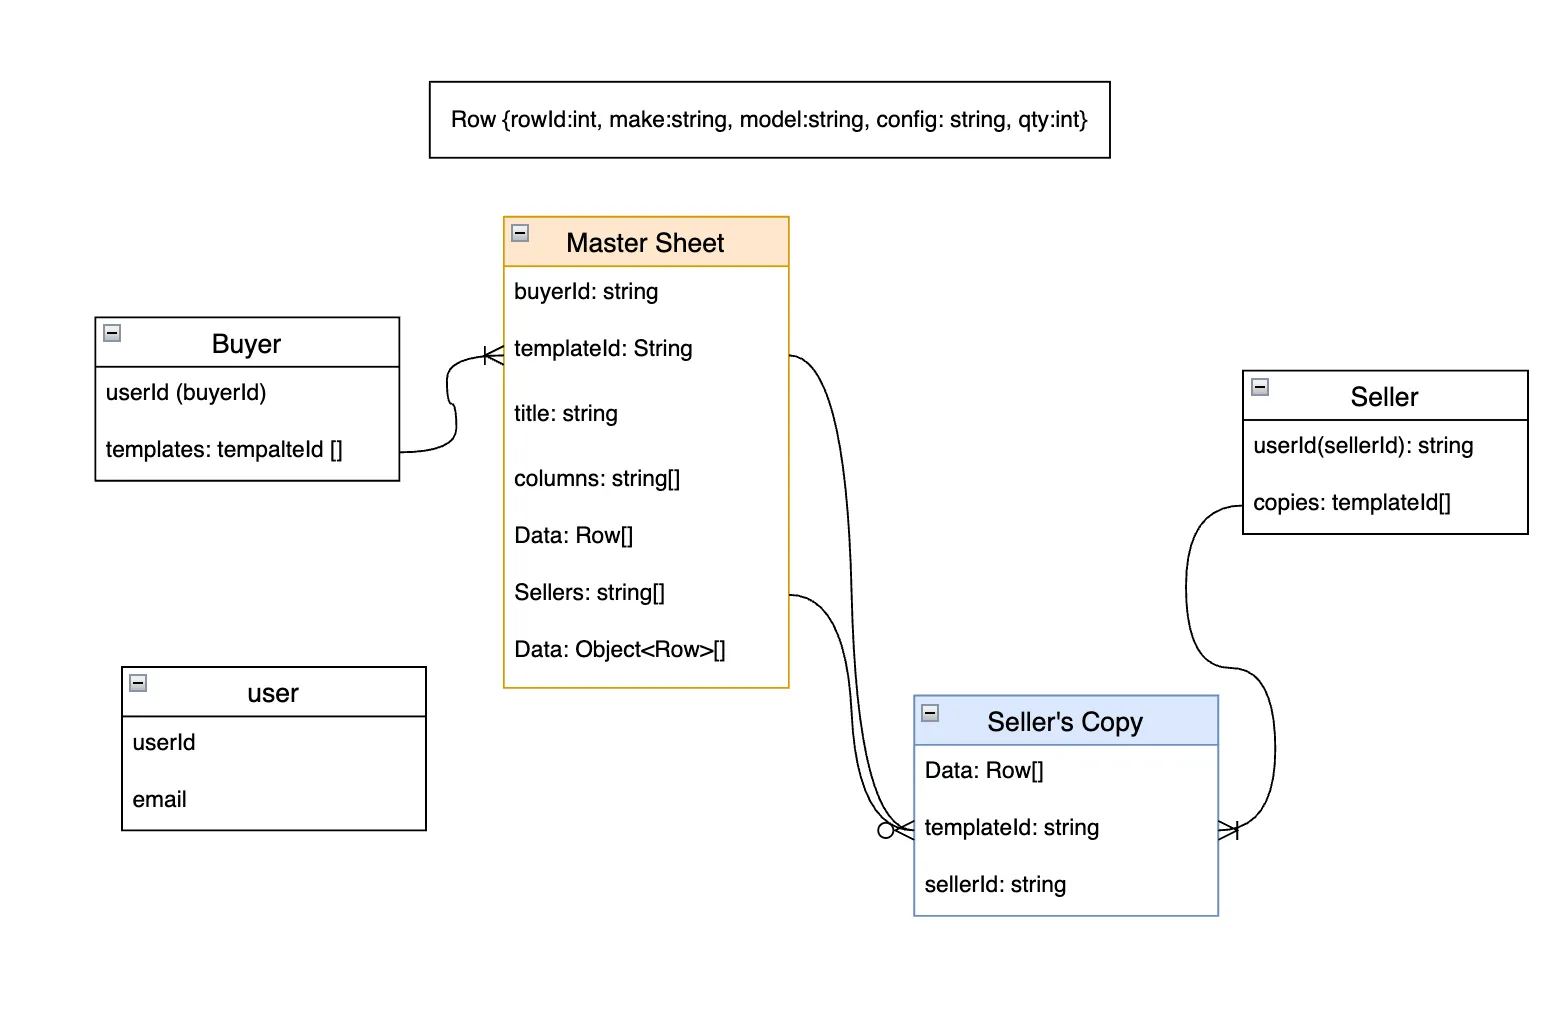 Row {rowId:int, make:string, model:string, config: string, qty:int}
Master Sheet
buyerId: string
templateId: String
title: string
columns: string[]
Data: Row[]
Sellers: string[]
Data: Object<Row>[]
Buyer
userId (buyerId)
templates: tempalteId []
user
userId
email
Seller
userId(sellerId): string
copies: templateId[]
Seller's Copy
Data: Row[]
templateId: string
sellerId: string